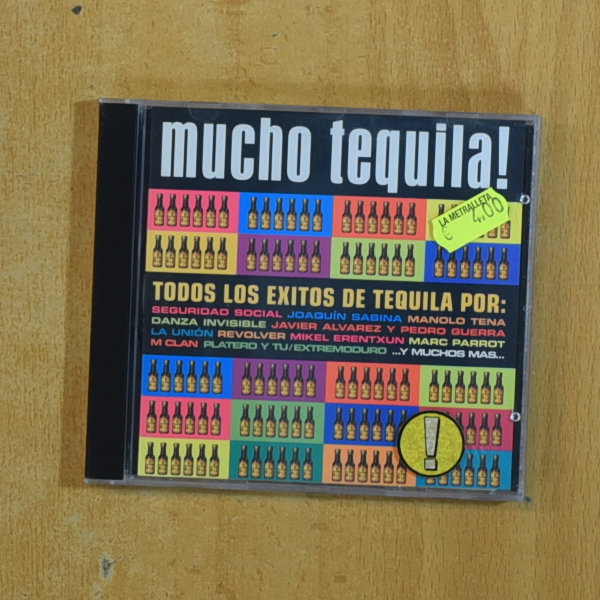 mucho tequila!
LA METRALLETA
€ 4,00
TODOS LOS EXITOS DE TEQUILA POR:
SEGURIDAD SOCIAL JOAQUÍN SABINA MANOLO TENA
DANZA INVISIBLE JAVIER ALVAREZ Y PEDRO GUERRA
LA UNIÓN REVOLVER MIKEL ERENTXUN MARC PARROT
M CLAN PLATERO Y TU/EXTREMODURO ...Y MUCHOS MAS...
!